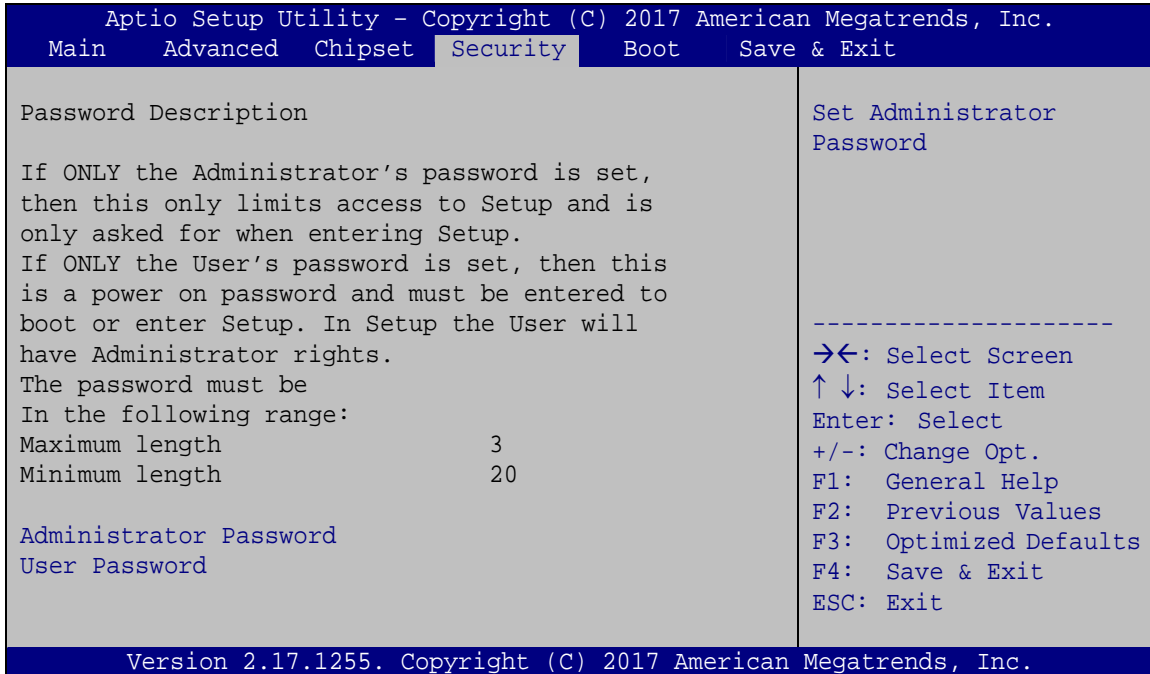 Aptio Setup Utility – Copyright (C) 2017 American Megatrends, Inc.
Main Advanced Chipset Security Boot Save & Exit
Password Description
If ONLY the Administrator’s password is set,
then this only limits access to Setup and is
only asked for when entering Setup.
If ONLY the User’s password is set, then this
is a power on password and must be entered to
boot or enter Setup. In Setup the User will
have Administrator rights.
The password must be
In the following range:
Maximum length 3
Minimum length 20
Administrator Password
User Password
Set Administrator
Password
---------------------
→←: Select Screen
↑ ↓: Select Item
Enter: Select
+/-: Change Opt.
F1: General Help
F2: Previous Values
F3: Optimized Defaults
F4: Save & Exit
ESC: Exit
Version 2.17.1255. Copyright (C) 2017 American Megatrends, Inc.